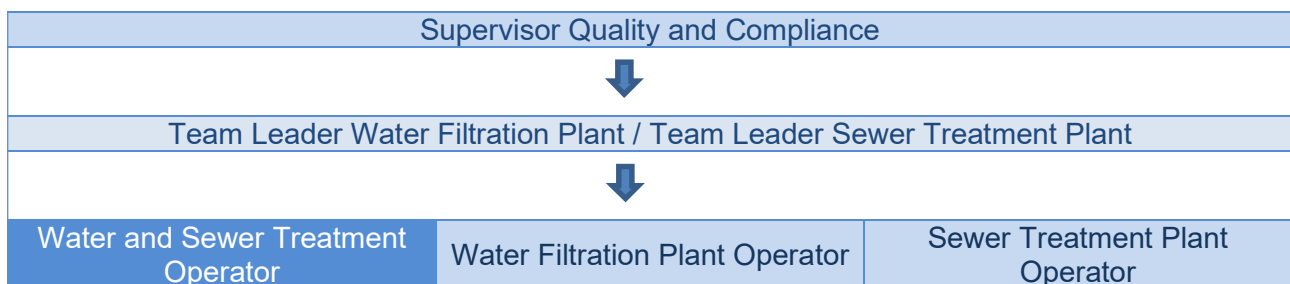 Supervisor Quality and Compliance
Team Leader Water Filtration Plant / Team Leader Sewer Treatment Plant
Water and Sewer Treatment
Operator
Water Filtration Plant Operator
Sewer Treatment Plant
Operator